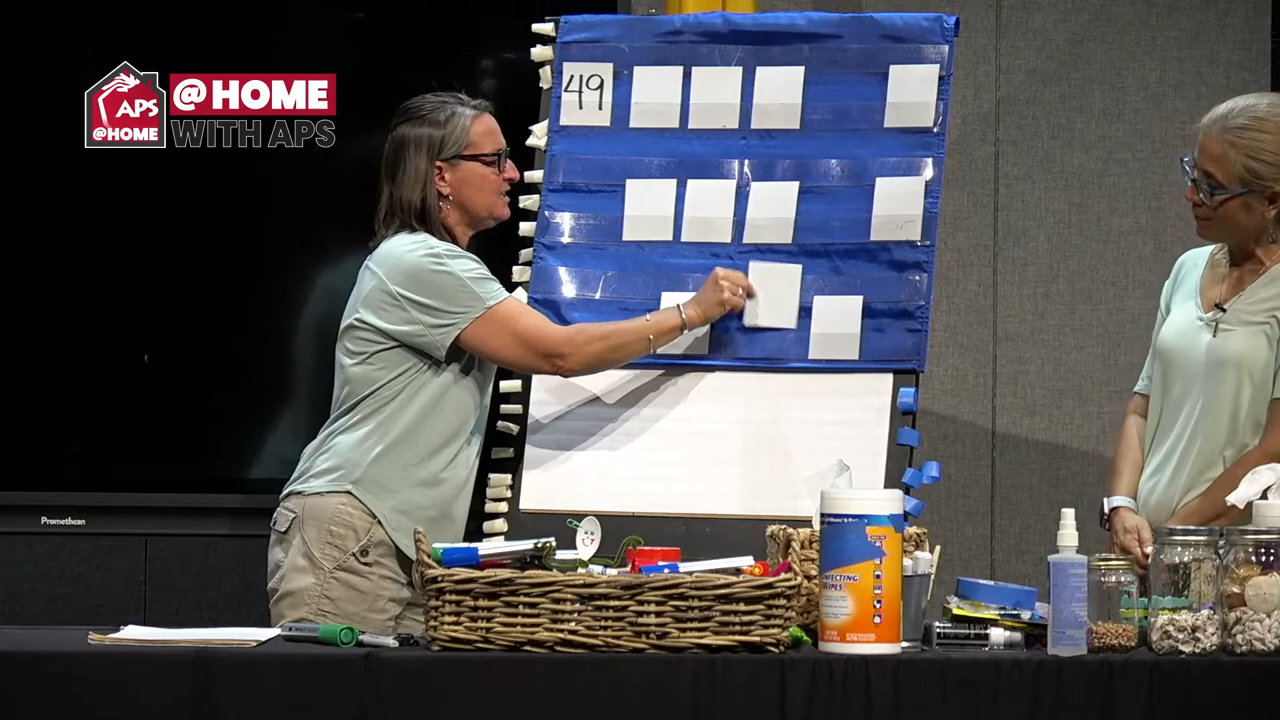 APS
@HOME
@HOME
WITH APS
49
Promethean
DISINFECTING
WIPES